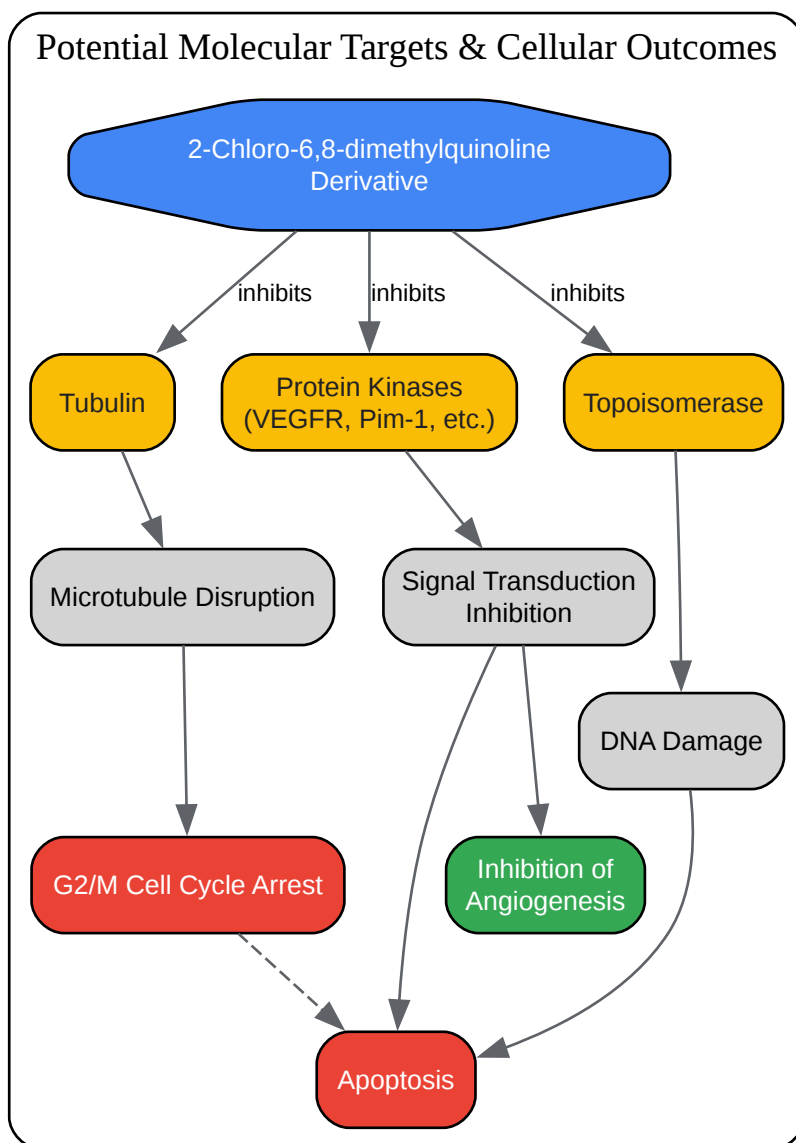 Potential Molecular Targets & Cellular Outcomes
2-Chloro-6,8-dimethylquinoline
Derivative
inhibits
inhibits
inhibits
Tubulin
Protein Kinases
(VEGFR, Pim-1, etc.)
Topoisomerase
Microtubule Disruption
Signal Transduction
Inhibition
DNA Damage
G2/M Cell Cycle Arrest
Inhibition of
Angiogenesis
Apoptosis